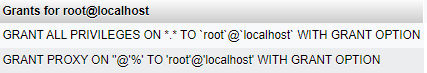 Grants for root@localhost
GRANT ALL PRIVILEGES ON *.* TO `root`@`localhost` WITH GRANT OPTION
GRANT PROXY ON ''@'%' TO 'root'@'localhost' WITH GRANT OPTION